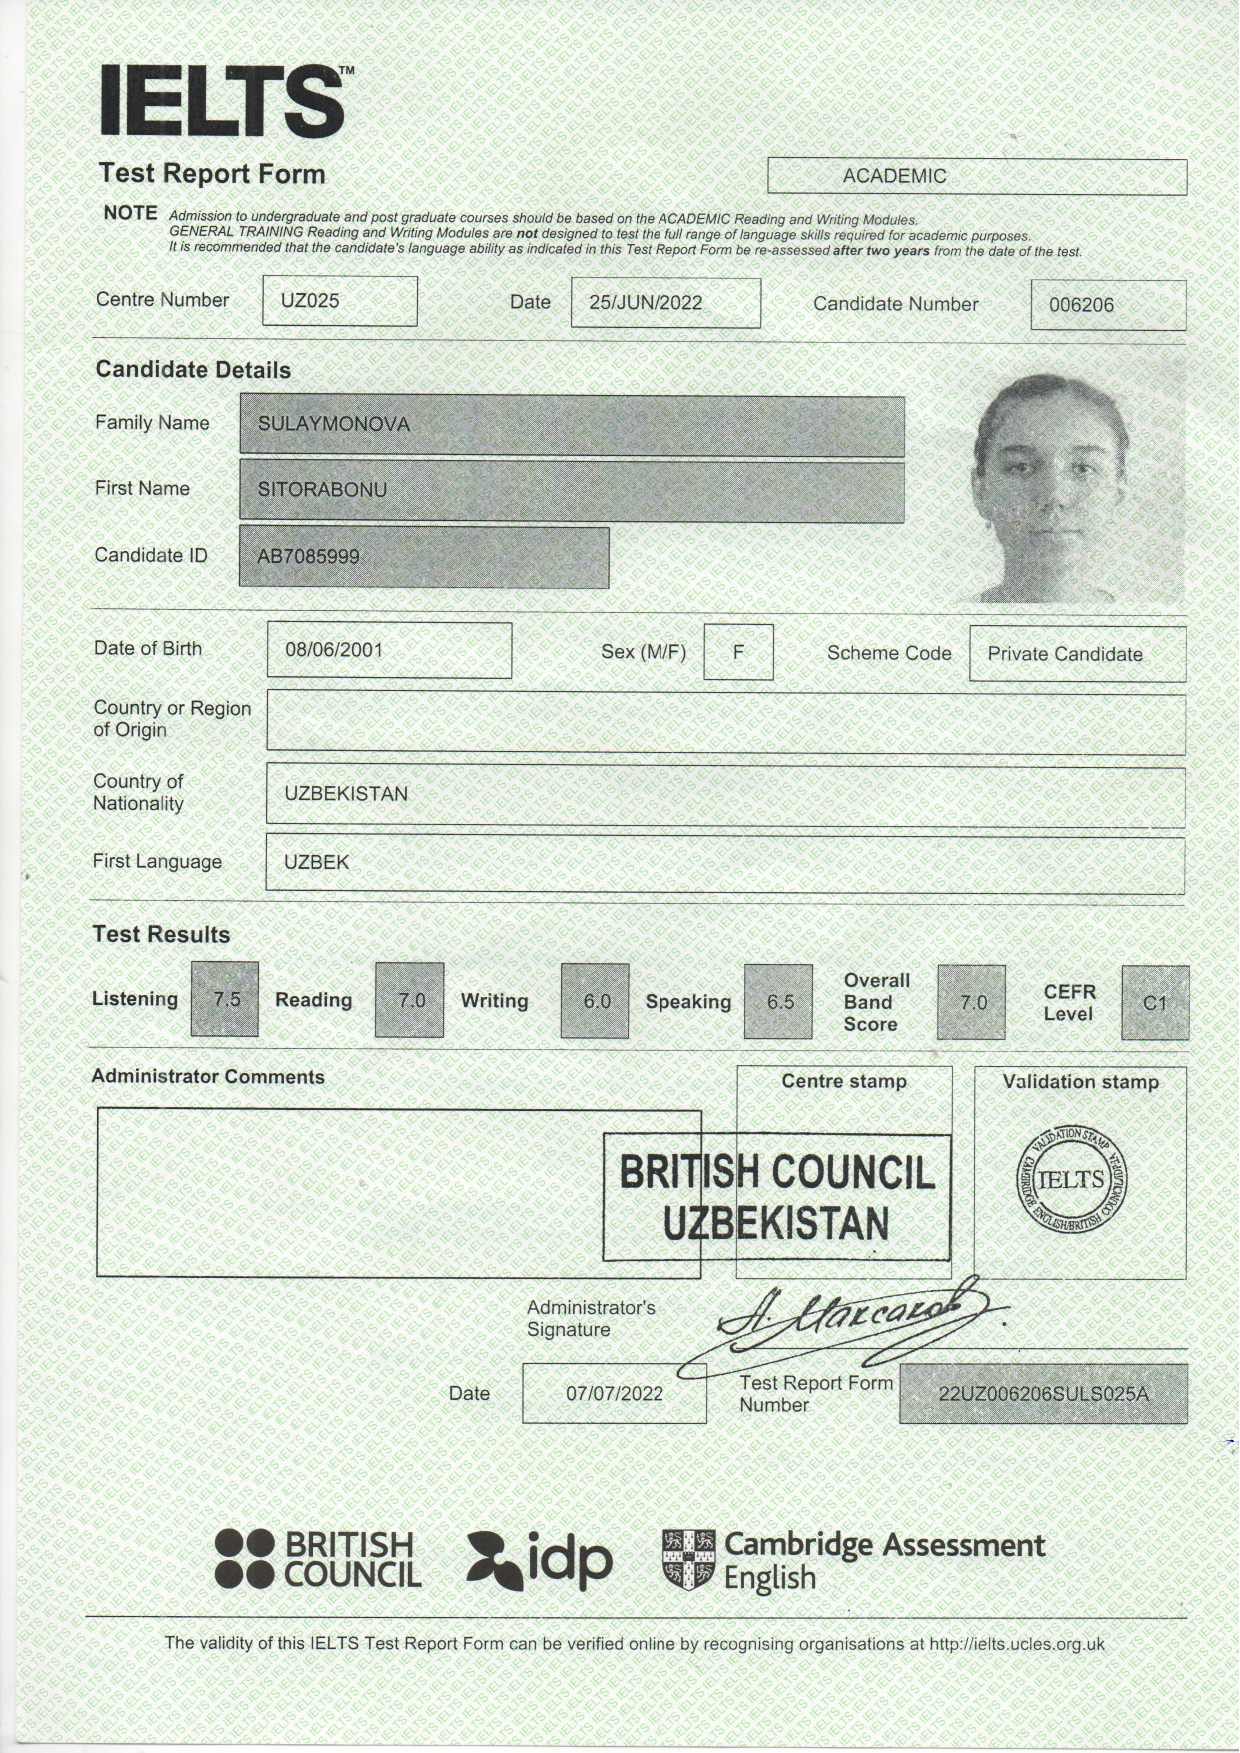 IELTS™
Test Report Form
ACADEMIC
NOTE Admission to undergraduate and post graduate courses should be based on the ACADEMIC Reading and Writing Modules.
GENERAL TRAINING Reading and Writing Modules are not designed to test the full range of language skills required for academic purposes.
It is recommended that the candidate's language ability as indicated in this Test Report Form be re-assessed after two years from the date of the test.
Centre Number UZ025 Date 25/JUN/2022 Candidate Number 006206
Candidate Details
Family Name SULAYMONOVA
First Name SITORABONU
Candidate ID AB7085999
Date of Birth 08/06/2001 Sex (M/F) F Scheme Code Private Candidate
Country or Region
of Origin
Country of
Nationality
UZBEKISTAN
First Language UZBEK
Test Results
Listening 7.5 Reading 7.0 Writing 6.0 Speaking 6.5
Overall
Band
Score
7.0
CEFR
Level
C1
Administrator Comments
Centre stamp
BRITISH COUNCIL
UZBEKISTAN
Validation stamp
VALIDATION STAMP
CAMBRIDGE ENGLISH/BRITISH COUNCIL/IDP:IA
IELTS
Administrator's
Signature
Date 07/07/2022
Test Report Form
Number
22UZ006206SULS025A
BRITISH
COUNCIL
idp
Cambridge Assessment
English
The validity of this IELTS Test Report Form can be verified online by recognising organisations at http://ielts.ucles.org.uk